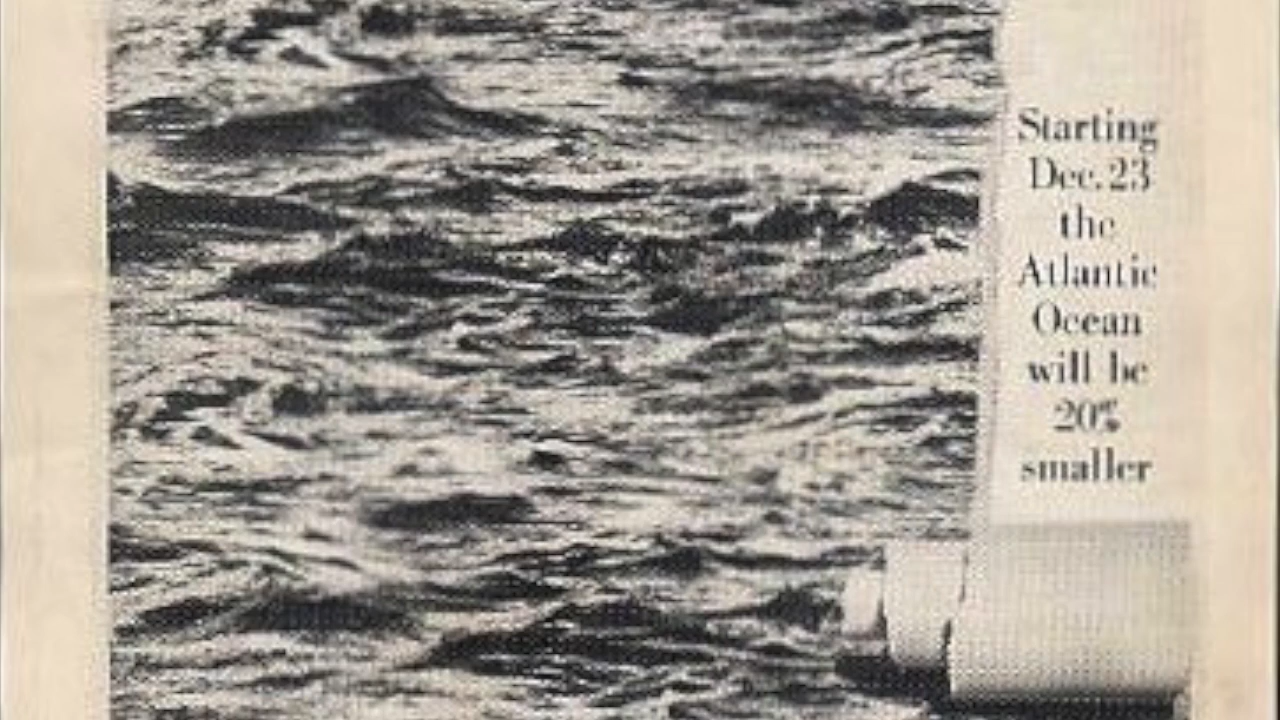 Starting
Dec. 23
the
Atlantic
Ocean
will be
20%
smaller